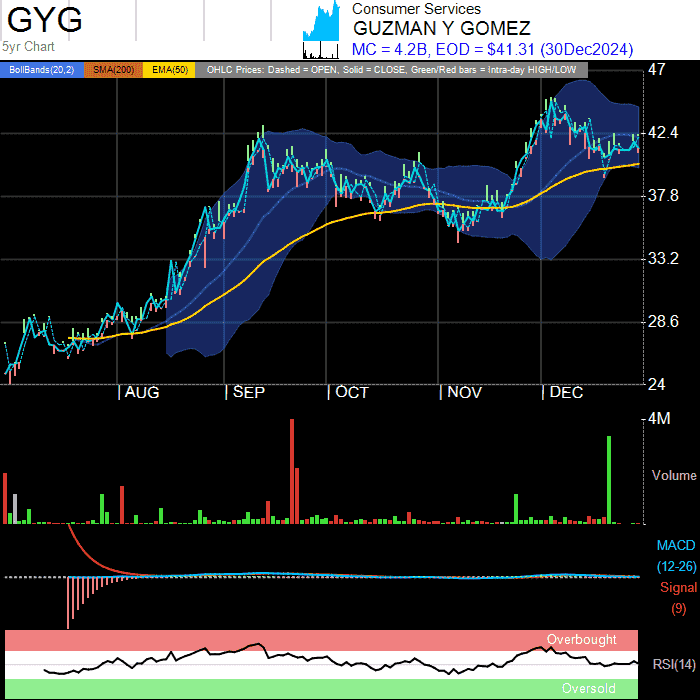 GYG
5yr Chart
Consumer Services
GUZMAN Y GOMEZ
MC = 4.2B, EOD = $41.31 (30Dec2024)
BollBands(20,2) SMA(200) EMA(50) OHLC Prices: Dashed = OPEN, Solid = CLOSE, Green/Red bars = Intra-day HIGH/LOW
47
42.4
37.8
33.2
28.6
24
| AUG | SEP | OCT | NOV | DEC
4M
Volume
MACD
(12-26)
Signal
(9)
Overbought
RSI(14)
Oversold